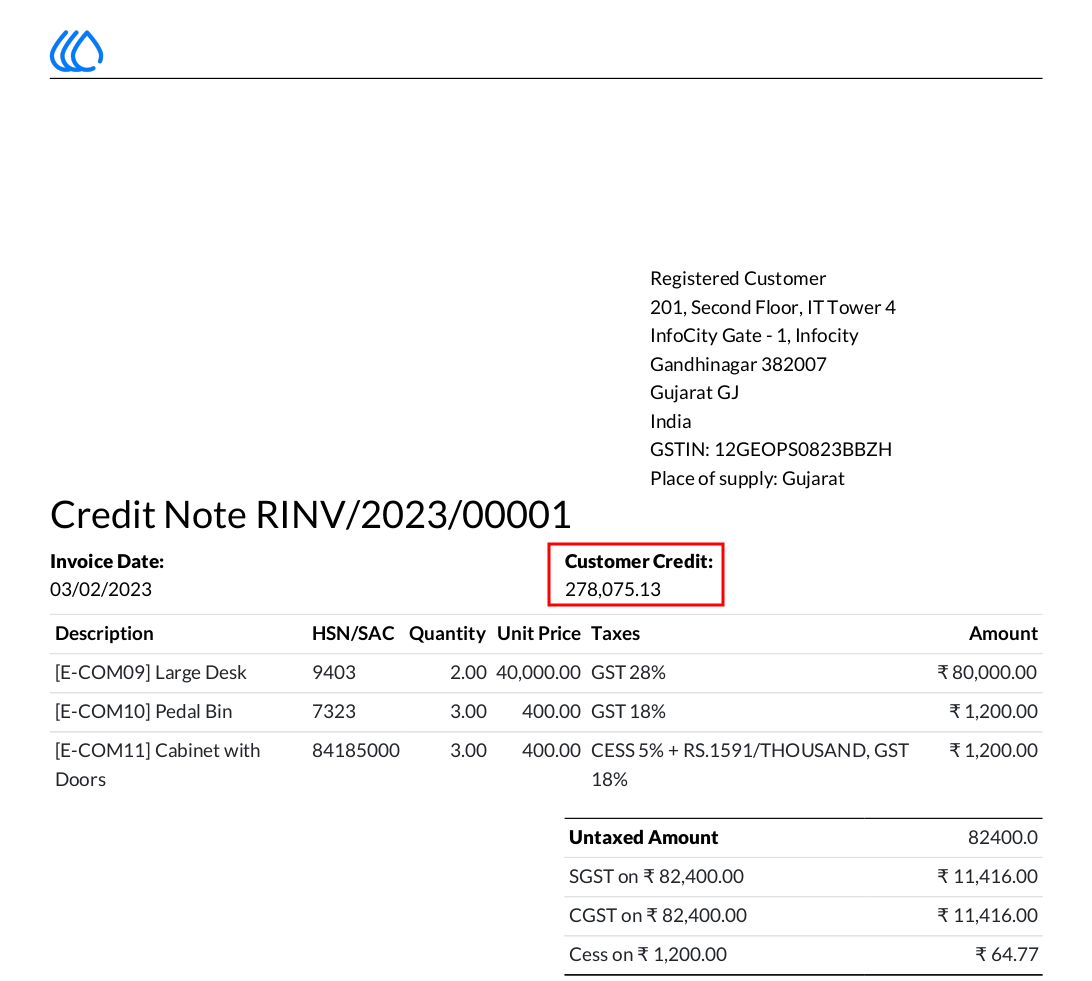 Registered Customer
201, Second Floor, IT Tower 4
InfoCity Gate - 1, Infocity
Gandhinagar 382007
Gujarat GJ
India
GSTIN: 12GEOPS0823BBZH
Place of supply: Gujarat
Credit Note RINV/2023/00001
Invoice Date: Customer Credit:
03/02/2023 278,075.13
Description HSN/SAC Quantity Unit Price Taxes Amount
[E-COM09] Large Desk 9403 2.00 40,000.00 GST 28% ₹ 80,000.00
[E-COM10] Pedal Bin 7323 3.00 400.00 GST 18% ₹ 1,200.00
[E-COM11] Cabinet with 84185000 3.00 400.00 CESS 5% + RS.1591/THOUSAND, GST ₹ 1,200.00
Doors 18%
Untaxed Amount 82400.0
SGST on ₹ 82,400.00 ₹ 11,416.00
CGST on ₹ 82,400.00 ₹ 11,416.00
Cess on ₹ 1,200.00 ₹ 64.77